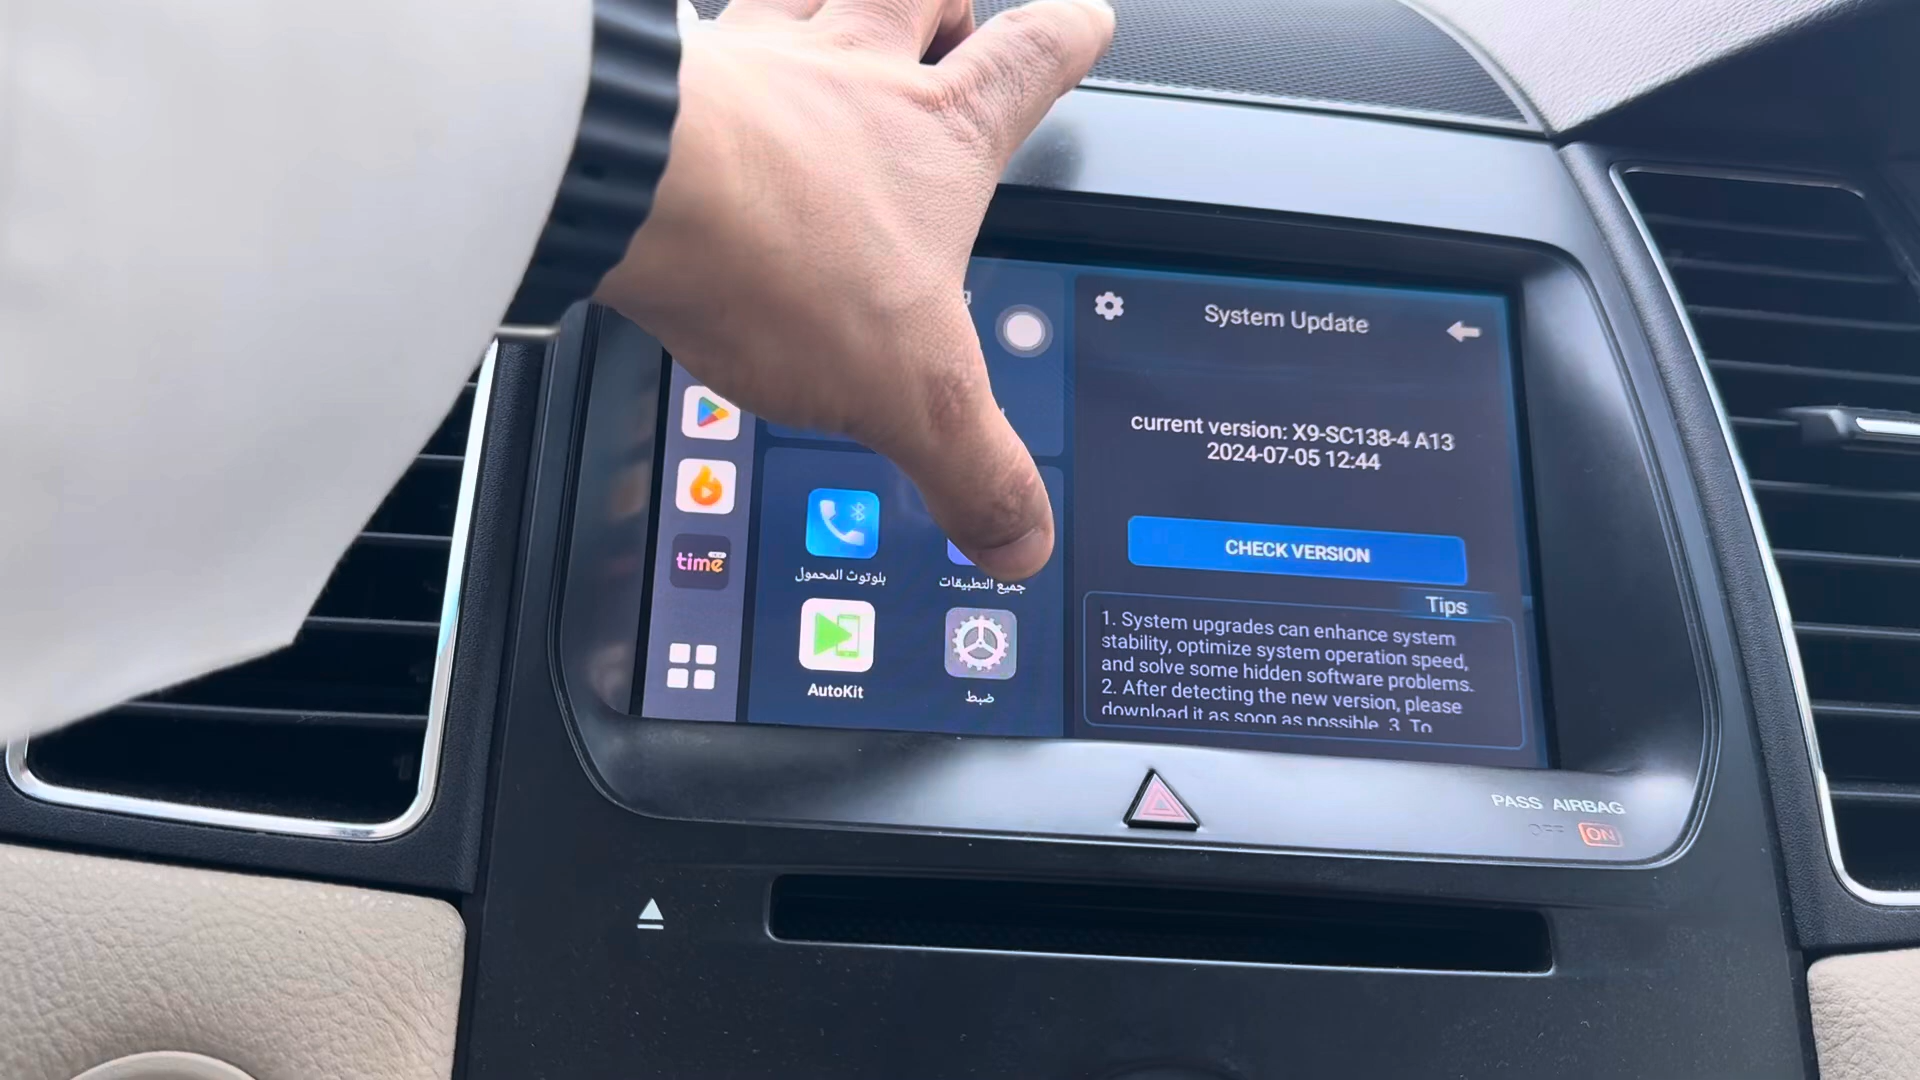 System Update
current version: X9-SC138-4 A13
2024-07-05 12:44
CHECK VERSION
Tips
1. System upgrades can enhance system
stability, optimize system operation speed,
and solve some hidden software problems.
2. After detecting the new version, please
download it as soon as possible. 3. To
time
بلوتوث المحمول
جميع التطبيقات
AutoKit
ضبط
PASS AIRBAG
OFF ON